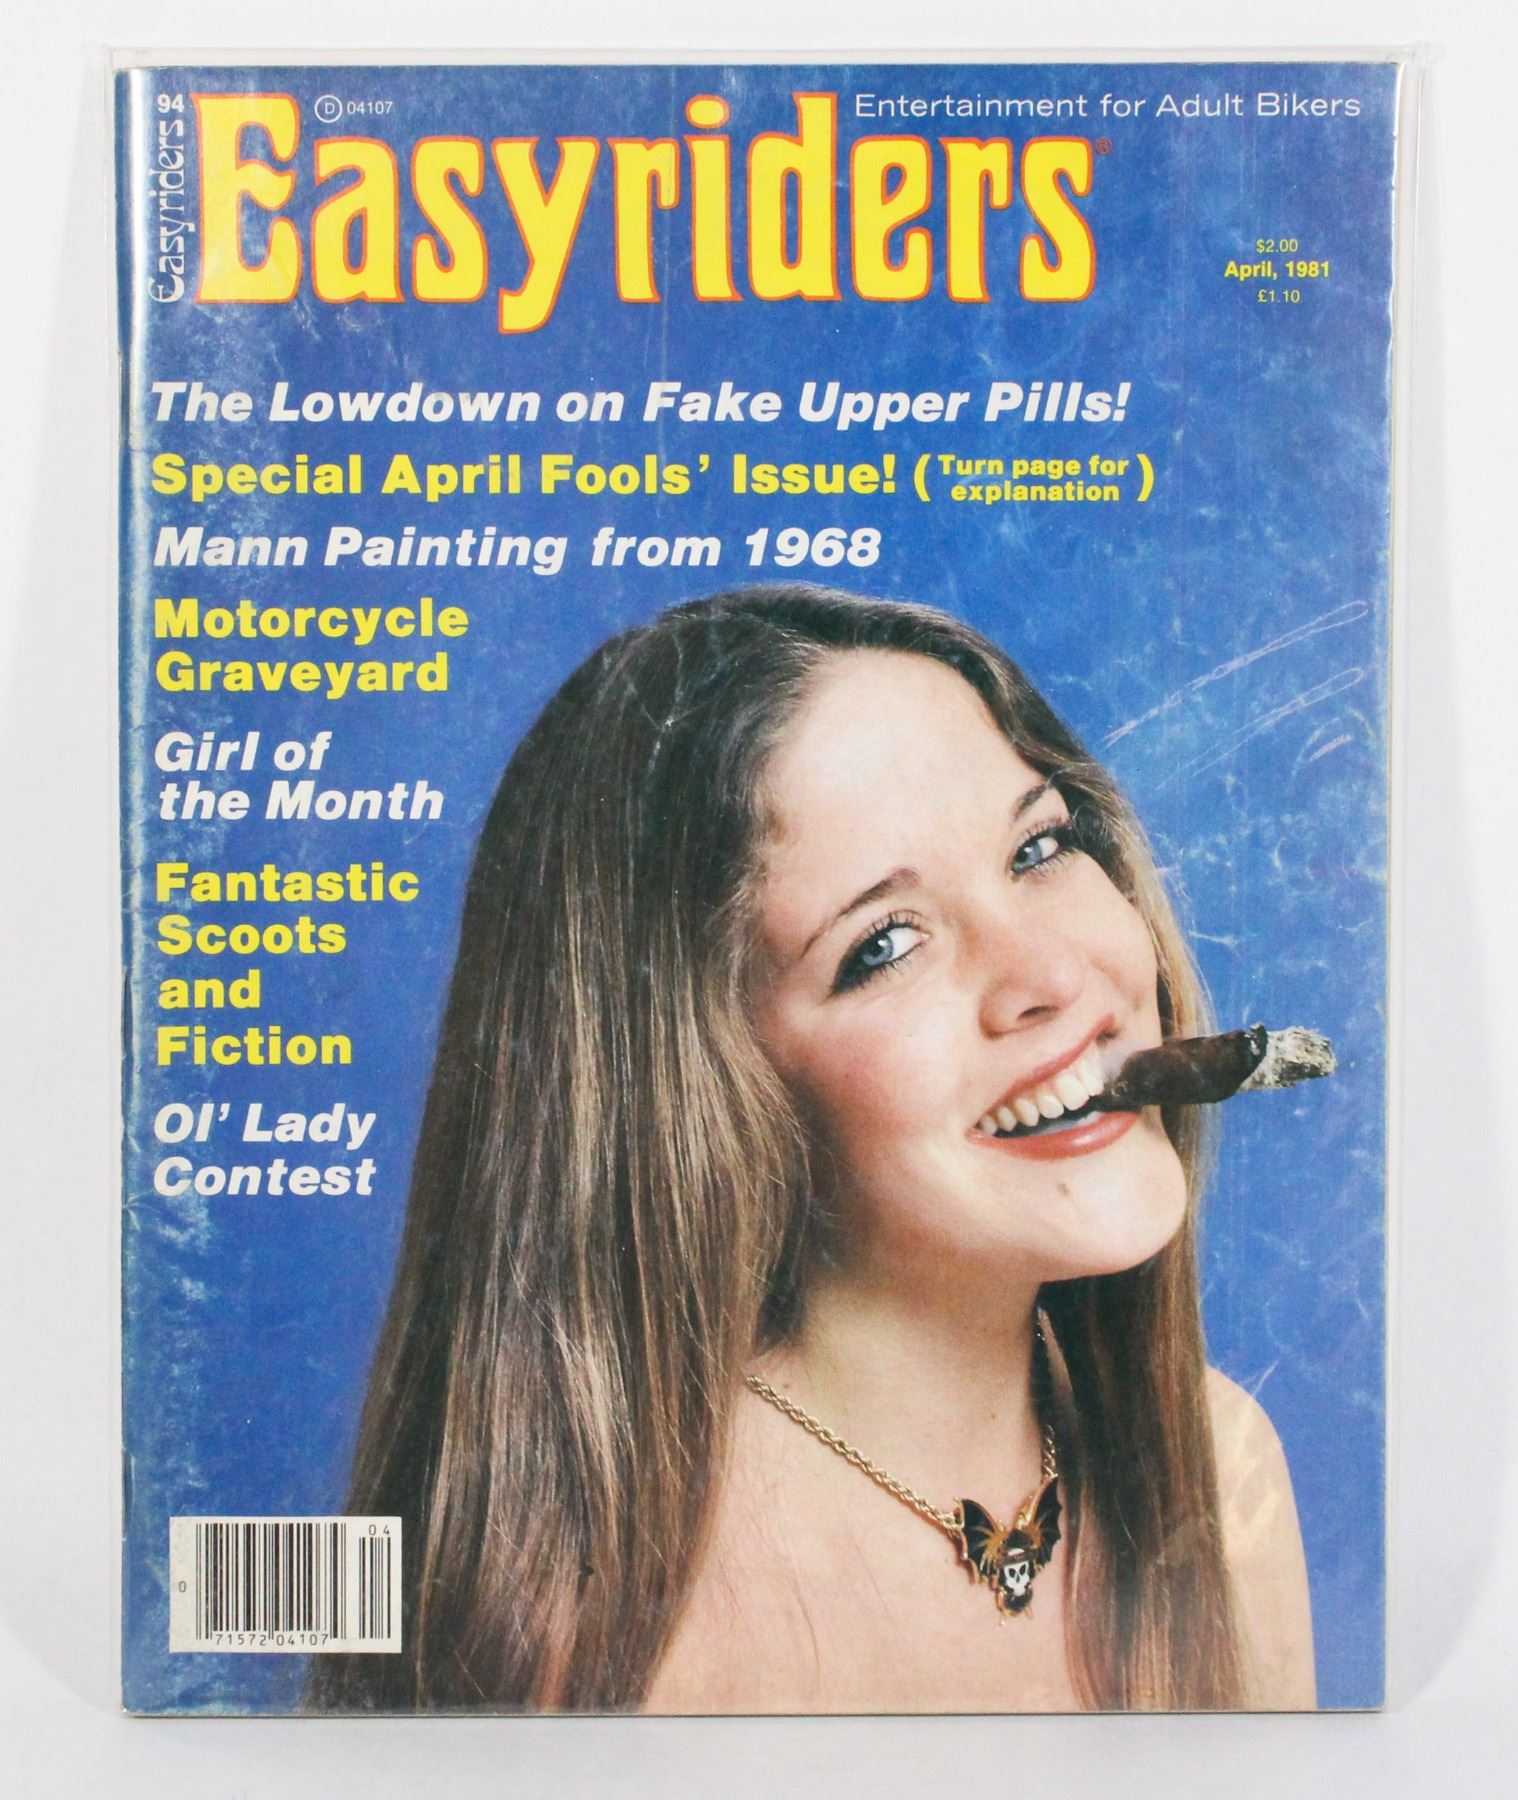 94
Easyriders
D 04107
Entertainment for Adult Bikers
Easyriders®
$2.00
April, 1981
£1.10
The Lowdown on Fake Upper Pills!
Special April Fools' Issue! (Turn page for
explanation)
Mann Painting from 1968
Motorcycle
Graveyard
Girl of
the Month
Fantastic
Scoots
and
Fiction
Ol' Lady
Contest
04
0
71572 04107